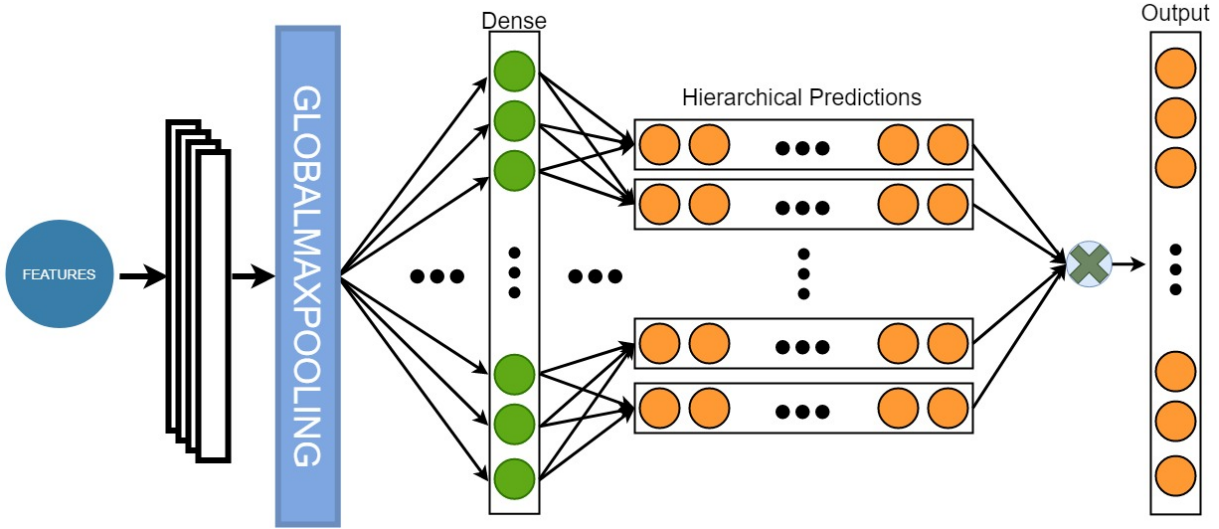 Output
Dense
Hierarchical Predictions
FEATURES
GLOBALMAXPOOLING